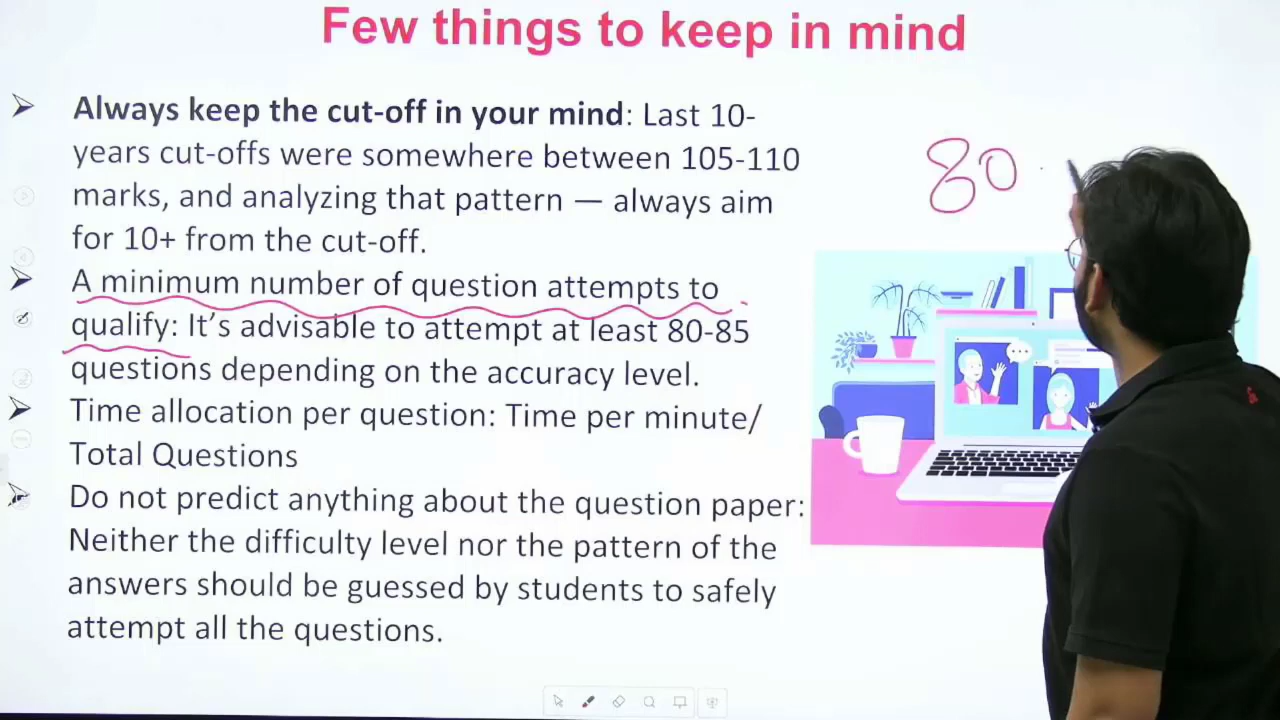 Few things to keep in mind
Always keep the cut-off in your mind: Last 10-
years cut-offs were somewhere between 105-110
marks, and analyzing that pattern — always aim
for 10+ from the cut-off.
A minimum number of question attempts to
qualify: It's advisable to attempt at least 80-85
questions depending on the accuracy level.
Time allocation per question: Time per minute/
Total Questions
Do not predict anything about the question paper:
Neither the difficulty level nor the pattern of the
answers should be guessed by students to safely
attempt all the questions.
80